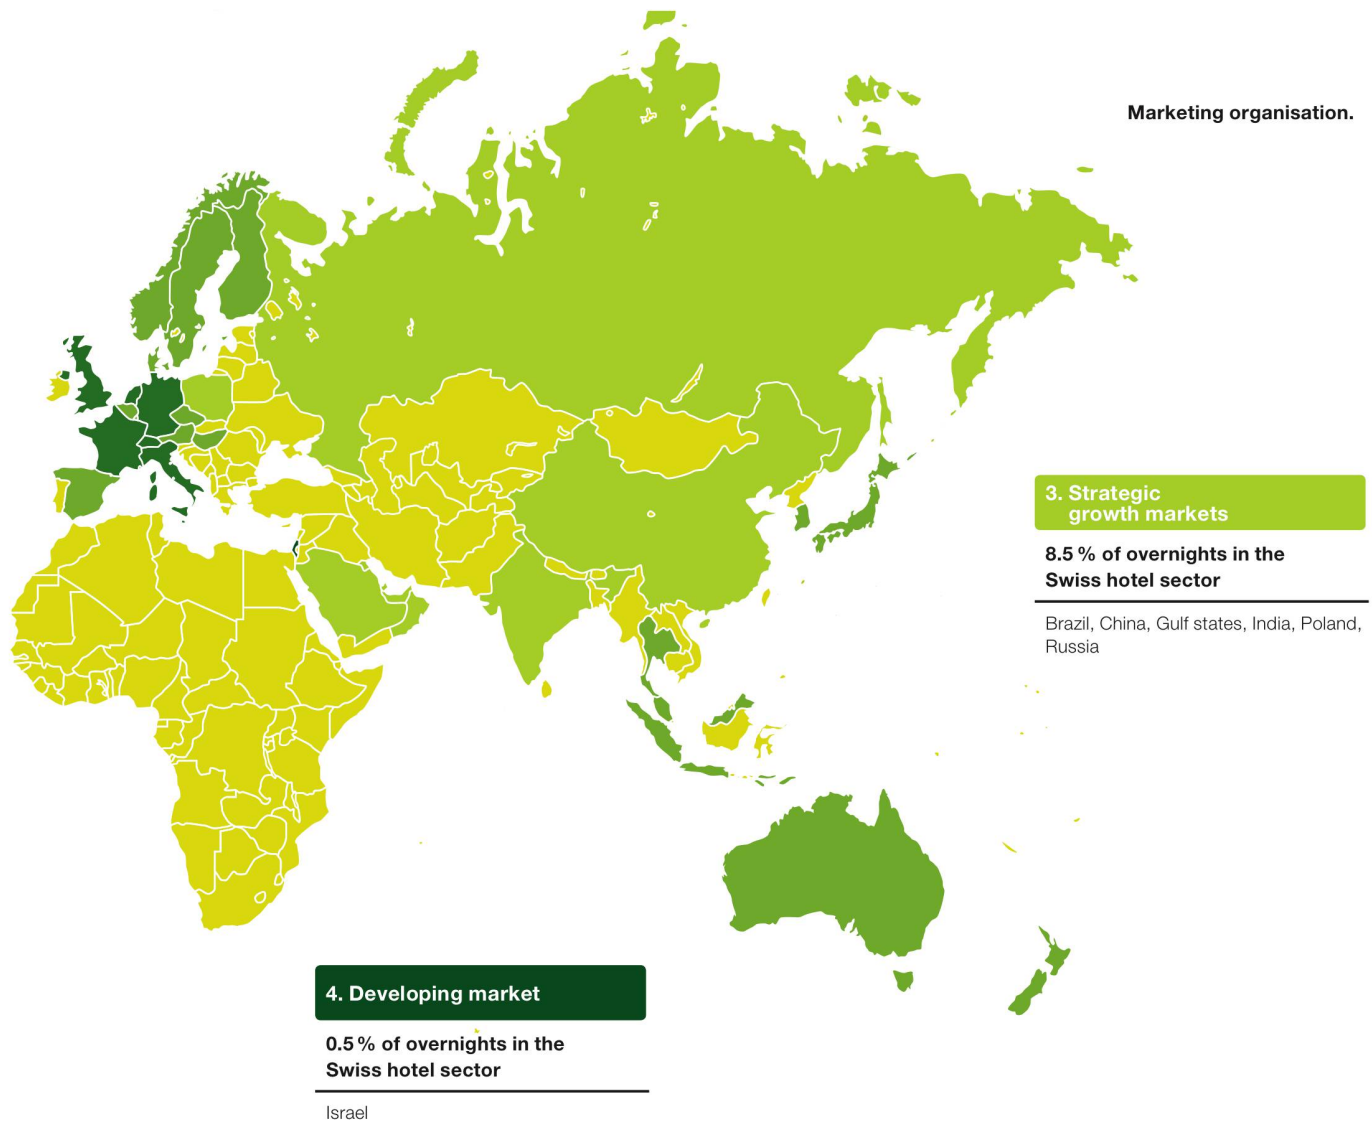 Marketing organisation.
3. Strategic
growth markets
8.5 % of overnights in the
Swiss hotel sector
Brazil, China, Gulf states, India, Poland,
Russia
4. Developing market
0.5 % of overnights in the
Swiss hotel sector
Israel